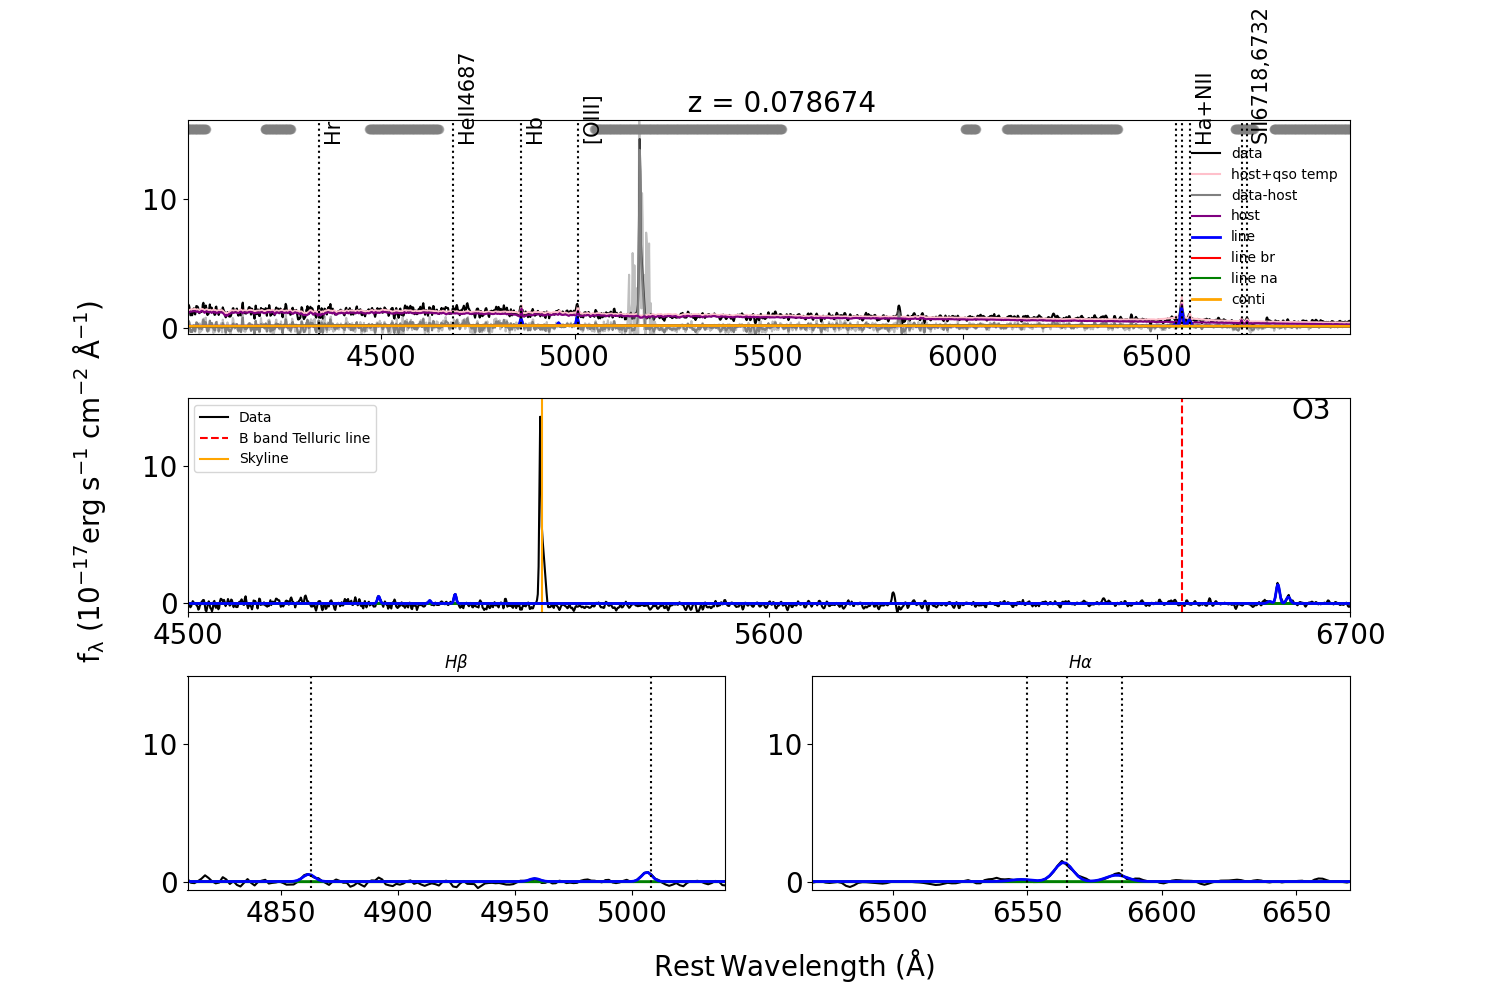 z = 0.078674
Hr
HeII4687
Hb
[OIII]
Ha+NII
SII6718,6732
data
host+qso temp
data-host
host
line
line br
line na
conti
10
0
4500 5000 5500 6000 6500
fλ (10⁻¹⁷erg s⁻¹ cm⁻² Å⁻¹)
Data
B band Telluric line
Skyline
O3
10
0
4500 5600 6700
Hβ
10
0
4850 4900 4950 5000
Hα
10
0
6500 6550 6600 6650
Rest Wavelength (Å)